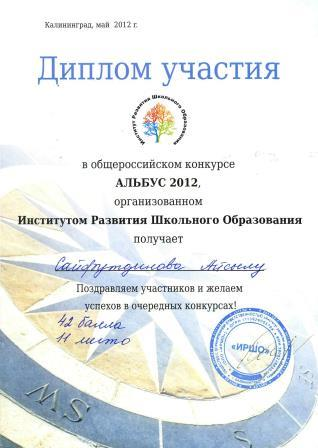 Калининград, май 2012 г.
Диплом участия
Институт Развития Школьного Образования
в общероссийском конкурсе
АЛЬБУС 2012,
организованном
Институтом Развития Школьного Образования
получает
Сайфутдинова Айсылу
Поздравляем участников и желаем
успехов в очередных конкурсах!
42 балла
11 место
«ИРШО»
SW
S